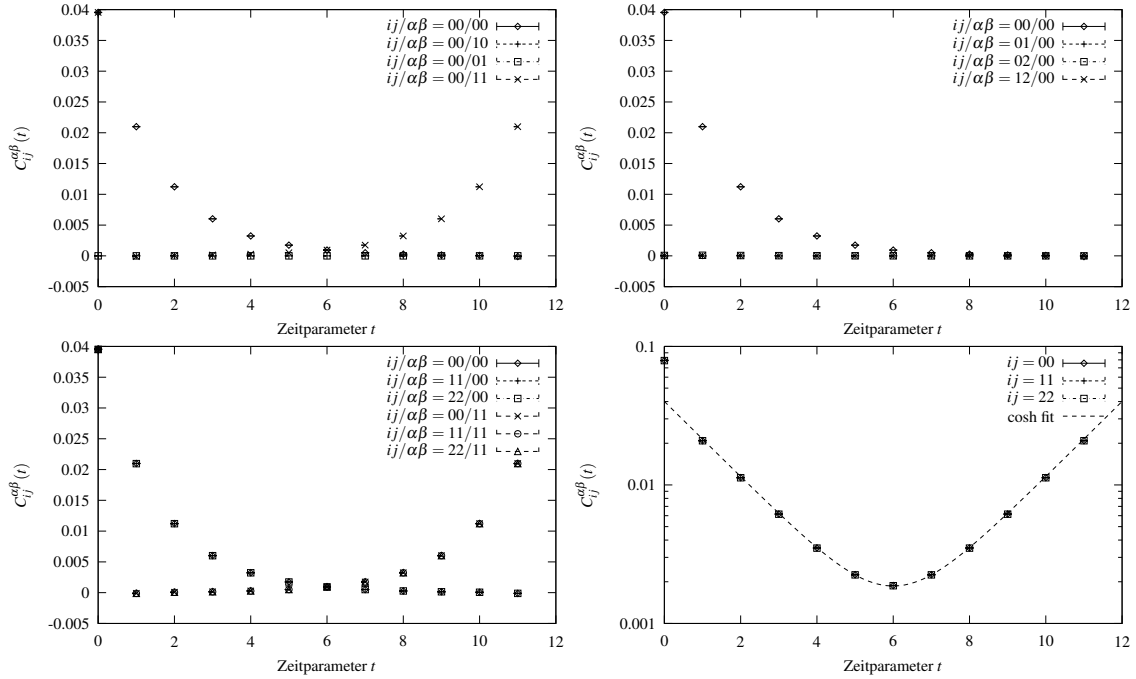 0.04
0.035
0.03
0.025
0.02
0.015
0.01
0.005
0
-0.005
0 2 4 6 8 10 12
C_{ij}^{αβ}(t)
Zeitparameter t
ij/αβ = 00/00
ij/αβ = 00/10
ij/αβ = 00/01
ij/αβ = 00/11
0.04
0.035
0.03
0.025
0.02
0.015
0.01
0.005
0
-0.005
0 2 4 6 8 10 12
C_{ij}^{αβ}(t)
Zeitparameter t
ij/αβ = 00/00
ij/αβ = 01/00
ij/αβ = 02/00
ij/αβ = 12/00
0.04
0.035
0.03
0.025
0.02
0.015
0.01
0.005
0
-0.005
0 2 4 6 8 10 12
C_{ij}^{αβ}(t)
Zeitparameter t
ij/αβ = 00/00
ij/αβ = 11/00
ij/αβ = 22/00
ij/αβ = 00/11
ij/αβ = 11/11
ij/αβ = 22/11
0.1
0.01
0.001
0 2 4 6 8 10 12
C_{ij}^{αβ}(t)
Zeitparameter t
ij = 00
ij = 11
ij = 22
cosh fit